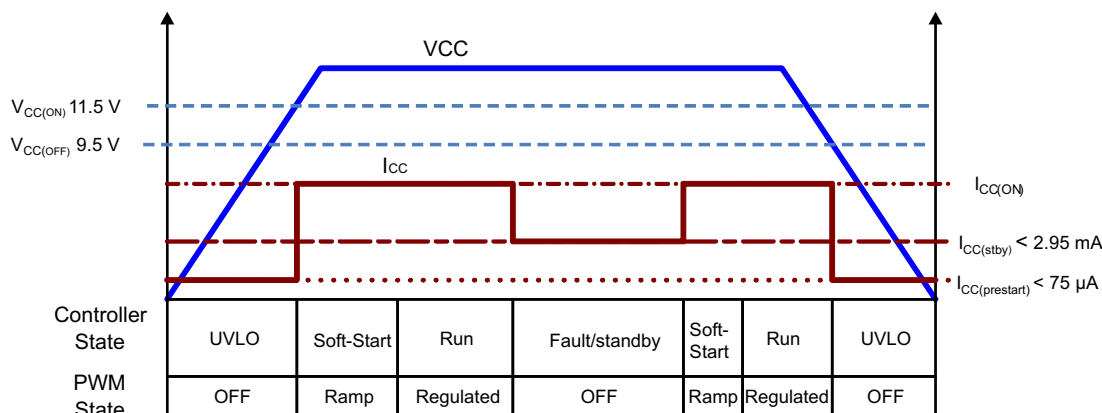 VCC
VCC(ON) 11.5 V
VCC(OFF) 9.5 V
ICC
ICC(ON)
ICC(stby) < 2.95 mA
ICC(prestart) < 75 µA
Controller
State
UVLO
Soft-Start
Run
Fault/standby
Soft-
Start
Run
UVLO
PWM
State
OFF
Ramp
Regulated
OFF
Ramp
Regulated
OFF